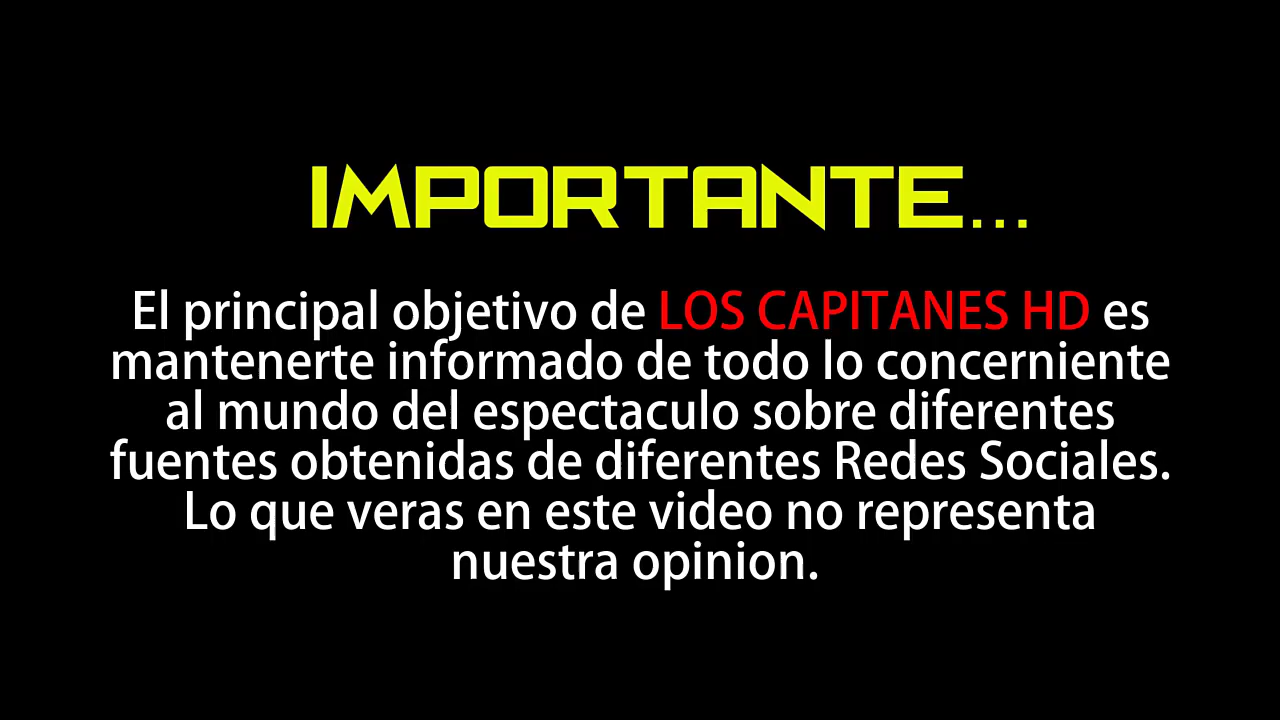 IMPORTANTE...
El principal objetivo de LOS CAPITANES HD es
mantenerte informado de todo lo concerniente
al mundo del espectaculo sobre diferentes
fuentes obtenidas de diferentes Redes Sociales.
Lo que veras en este video no representa
nuestra opinion.